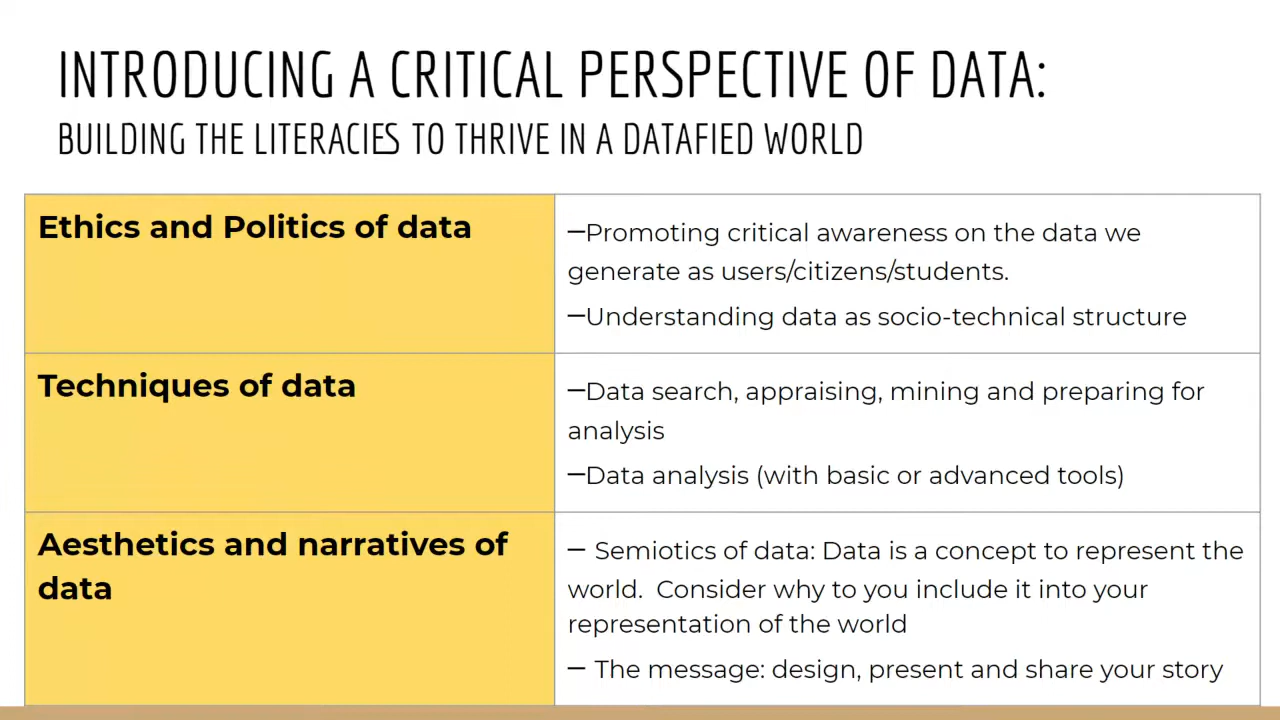 INTRODUCING A CRITICAL PERSPECTIVE OF DATA:
BUILDING THE LITERACIES TO THRIVE IN A DATAFIED WORLD
Ethics and Politics of data
–Promoting critical awareness on the data we
generate as users/citizens/students.
–Understanding data as socio-technical structure
Techniques of data
–Data search, appraising, mining and preparing for
analysis
–Data analysis (with basic or advanced tools)
Aesthetics and narratives of
data
– Semiotics of data: Data is a concept to represent the
world.  Consider why to you include it into your
representation of the world
– The message: design, present and share your story